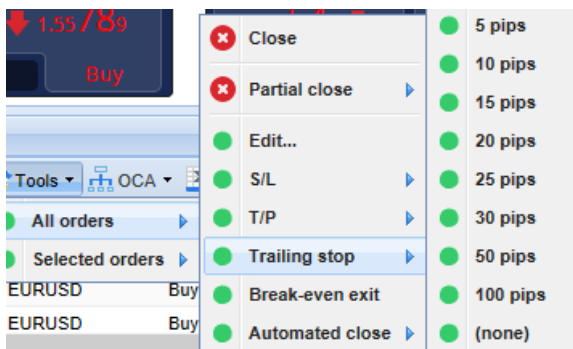 1.55789
Buy
Tools
OCA
All orders
Selected orders
EURUSD Buy
EURUSD Buy
Close
Partial close
Edit...
S/L
T/P
Trailing stop
Break-even exit
Automated close
5 pips
10 pips
15 pips
20 pips
25 pips
30 pips
50 pips
100 pips
(none)